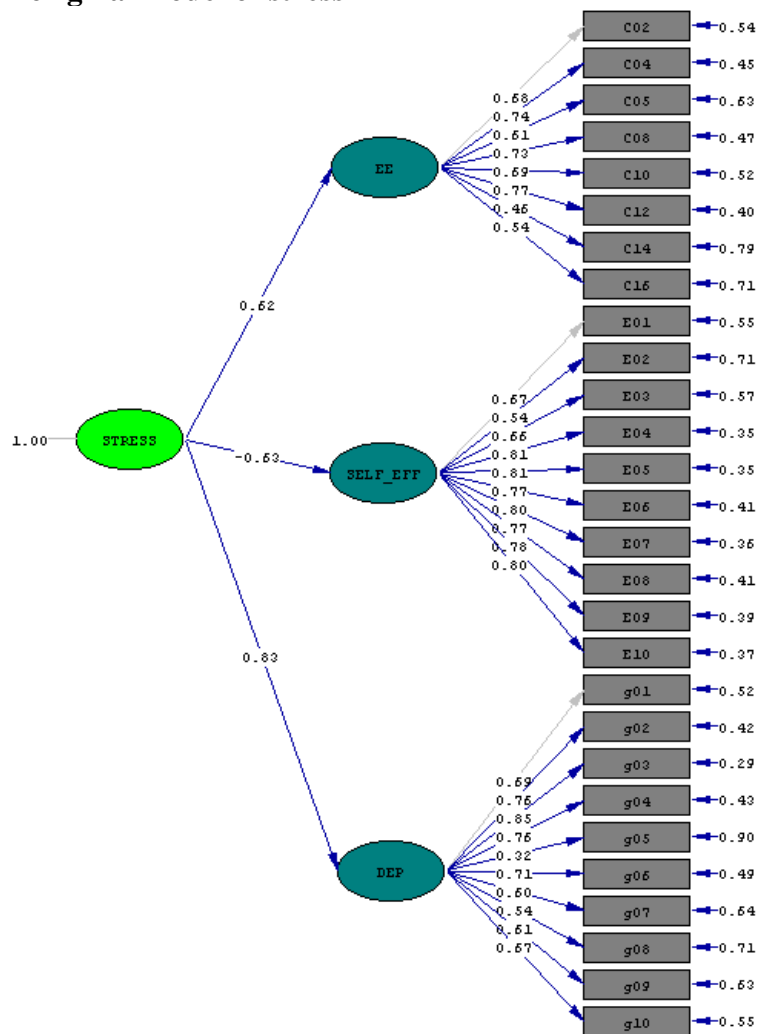 C02 0.54
C04 0.45
C05 0.63
C08 0.47
C10 0.52
C12 0.40
C14 0.79
C16 0.71
E01 0.55
E02 0.71
E03 0.57
E04 0.35
E05 0.35
E06 0.41
E07 0.36
E08 0.41
E09 0.39
E10 0.37
g01 0.52
g02 0.42
g03 0.29
g04 0.43
g05 0.90
g06 0.49
g07 0.64
g08 0.71
g09 0.63
g10 0.55
0.68
0.74
0.61
0.73
0.69
0.77
0.46
0.54
EE
0.62
0.67
0.54
0.66
0.81
0.81
0.77
0.80
0.77
0.78
0.80
1.00
STRESS
-0.63
SELF_EFF
0.83
0.69
0.76
0.85
0.76
0.32
0.71
0.60
0.54
0.61
0.67
DEP